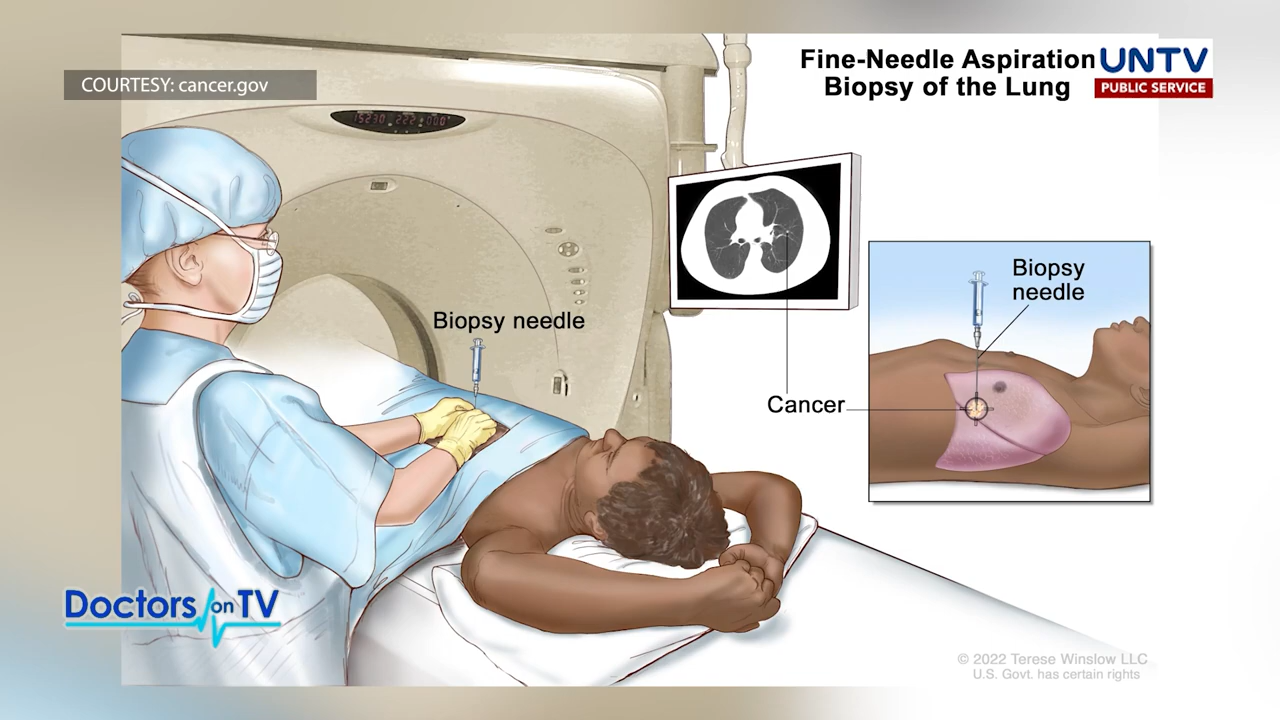 COURTESY: cancer.gov
Fine-Needle Aspiration
Biopsy of the Lung
UNTV
PUBLIC SERVICE
Biopsy needle
Biopsy
needle
Cancer
Doctors on TV
© 2022 Terese Winslow LLC
U.S. Govt. has certain rights